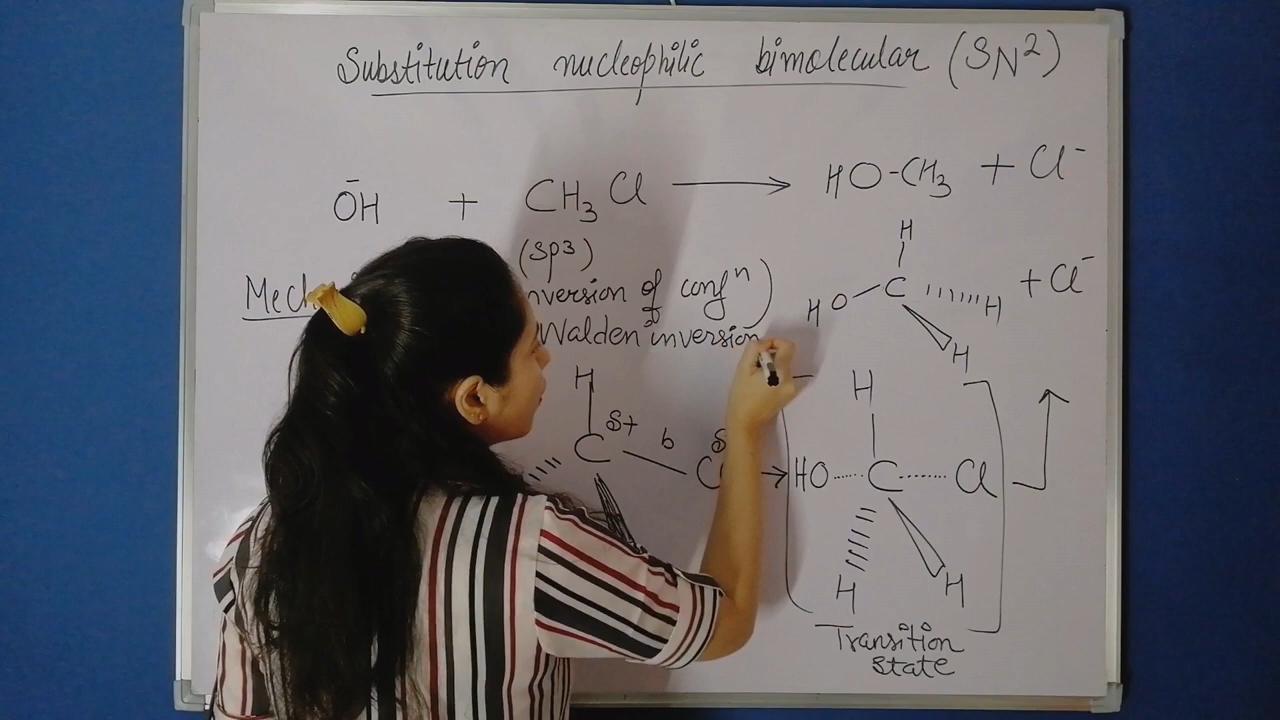 Substitution nucleophilic bimolecular (SN²)
ŌH + CH₃Cl ⟶ HO-CH₃ + Cl⁻
(sp³)
H
C
HO
H
H
+ Cl⁻
nversion of confⁿ)
Walden inversion
H
C
δ+
b
H
HO C Cl
H
H
Transition
State